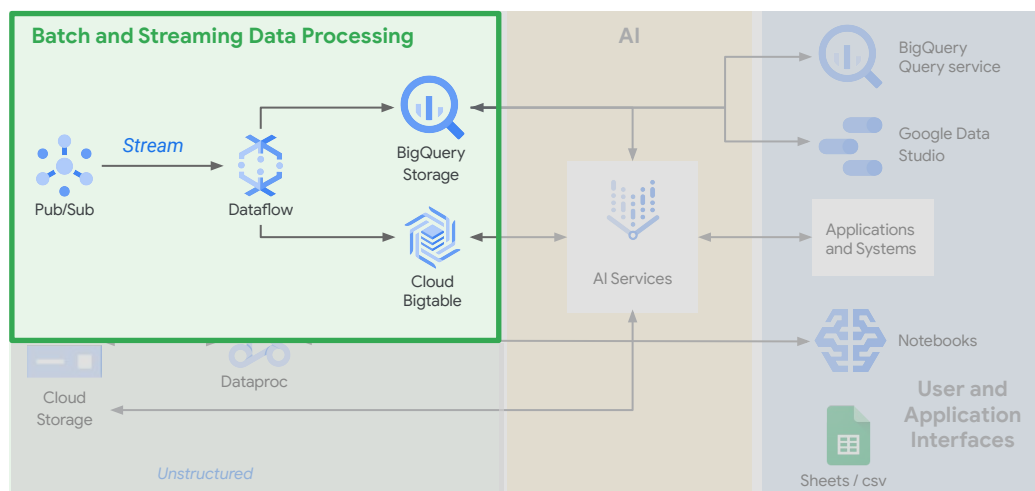 Batch and Streaming Data Processing
AI
BigQuery
Query service
Stream
BigQuery
Storage
Google Data
Studio
Pub/Sub
Dataflow
Applications
and Systems
AI Services
Cloud
Bigtable
Notebooks
Dataproc
Cloud
Storage
User and
Application
Interfaces
Unstructured
Sheets / csv